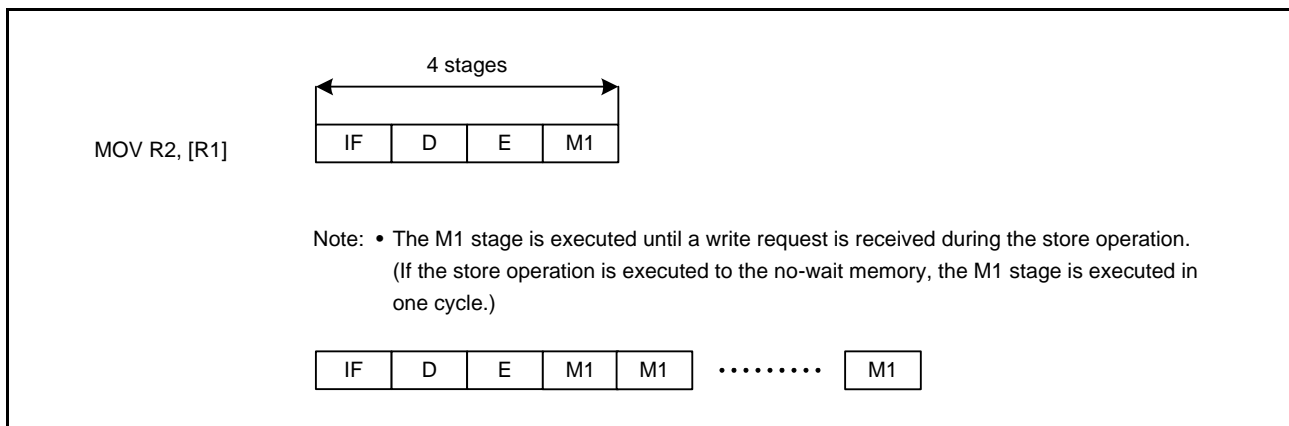 4 stages
MOV R2, [R1]
IF D E M1
Note: • The M1 stage is executed until a write request is received during the store operation.
(If the store operation is executed to the no-wait memory, the M1 stage is executed in
one cycle.)
IF D E M1 M1 ········· M1